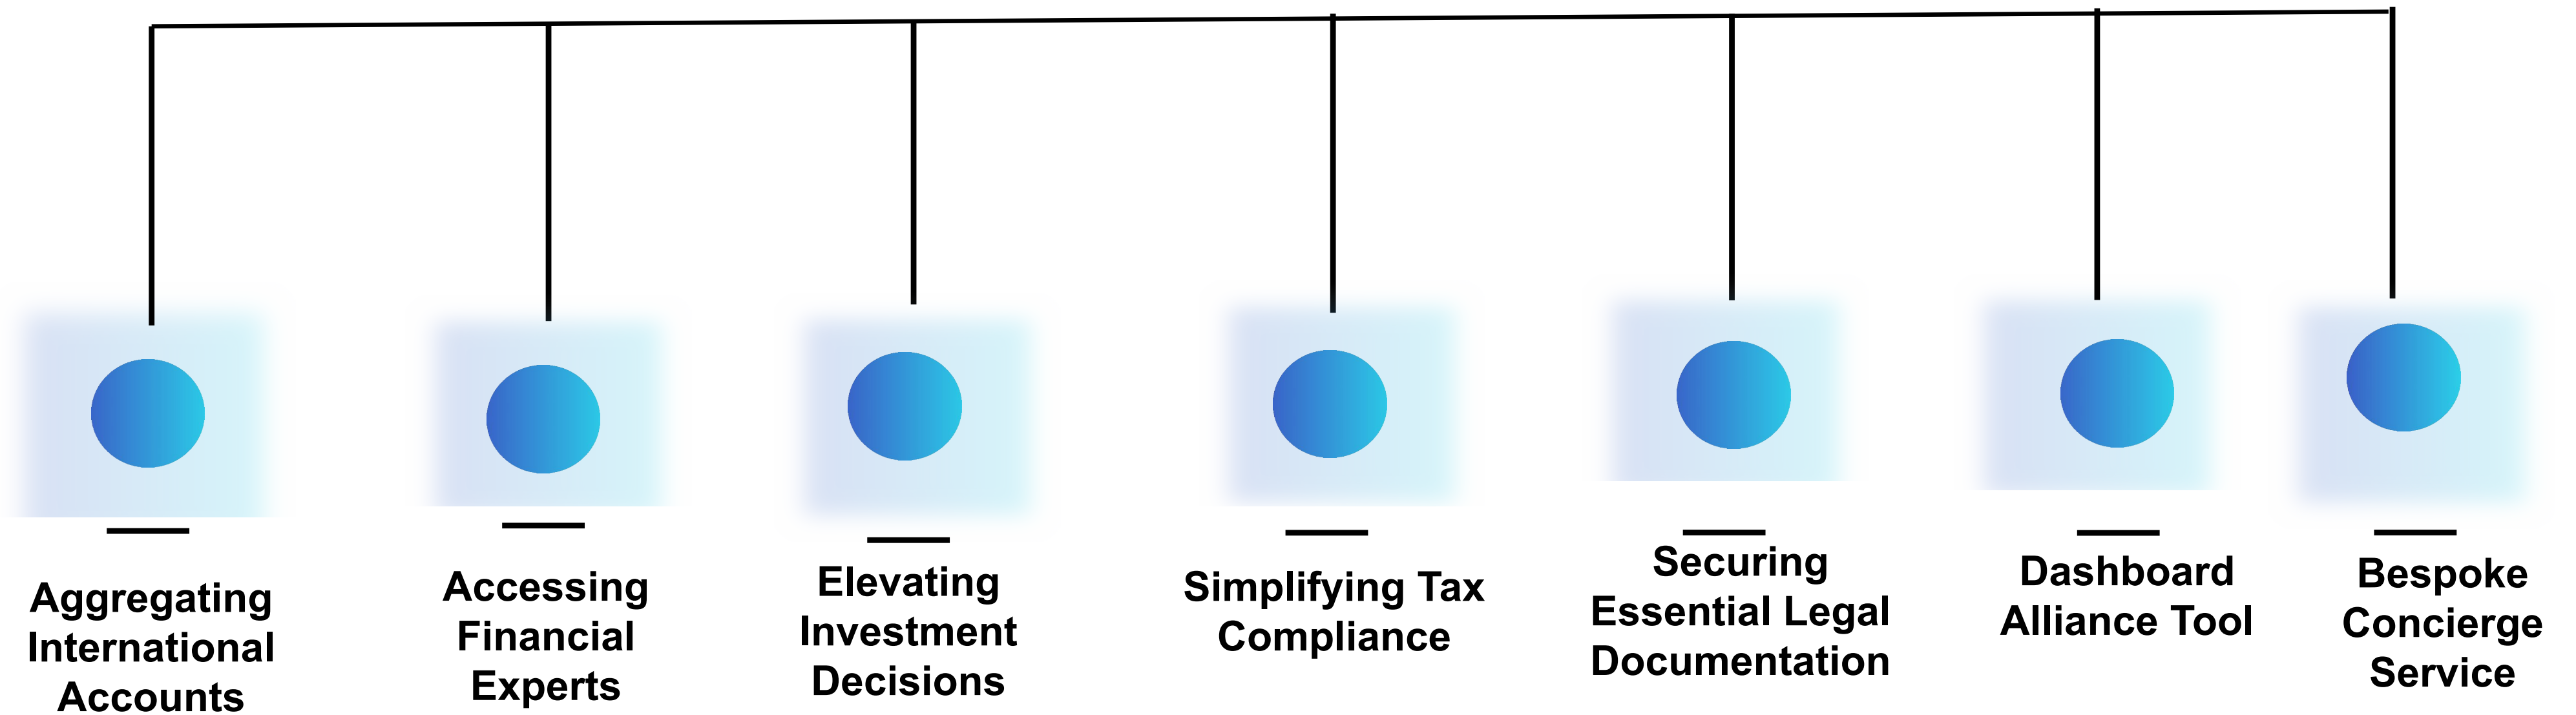 Aggregating
International
Accounts
Accessing
Financial
Experts
Elevating
Investment
Decisions
Simplifying Tax
Compliance
Securing
Essential Legal
Documentation
Dashboard
Alliance Tool
Bespoke
Concierge
Service